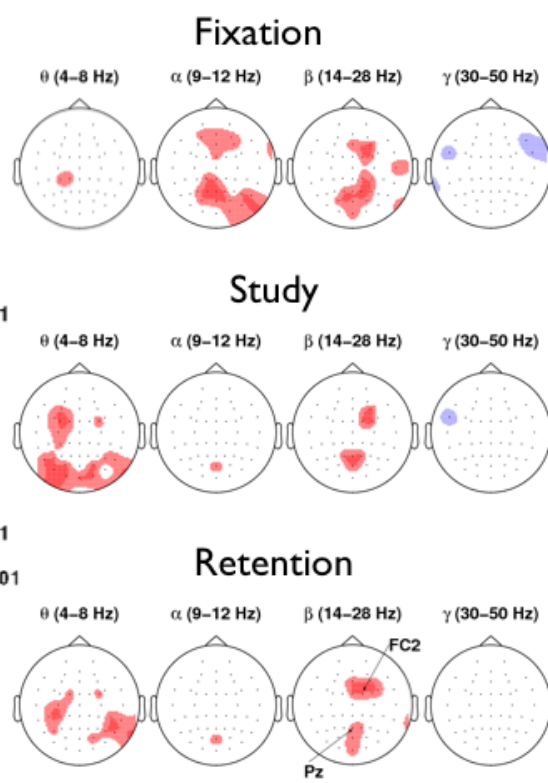 Fixation
θ (4–8 Hz) α (9–12 Hz) β (14–28 Hz) γ (30–50 Hz)
Study
1
θ (4–8 Hz) α (9–12 Hz) β (14–28 Hz) γ (30–50 Hz)
1
Retention
01
θ (4–8 Hz) α (9–12 Hz) β (14–28 Hz) γ (30–50 Hz)
FC2
Pz